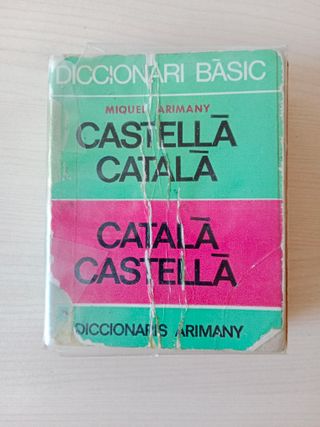 DICCIONARI BÀSIC
MIQUEL ARIMANY
CASTELLÀ
CATALÀ
CATALÀ
CASTELLÀ
DICCIONARIS ARIMANY